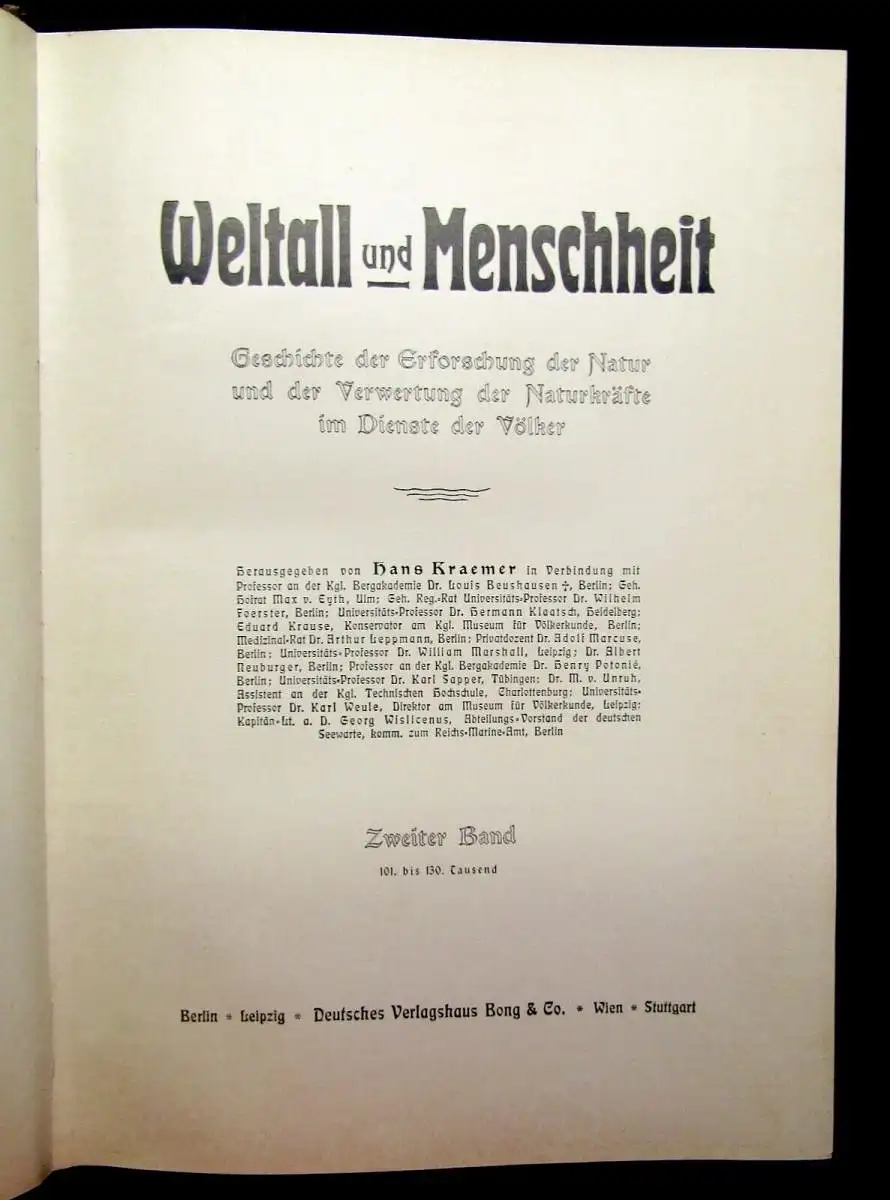 Weltall und Menschheit
Geschichte der Erforschung der Natur
und der Verwertung der Naturkräfte
im Dienste der Völker
Herausgegeben von Hans Kraemer in Verbindung mit
Professor an der Kgl. Bergakademie Dr. Louis Beushausen †, Berlin; Geh.
Hofrat Max v. Eyth, Ulm; Geh. Reg.-Rat Universitäts-Professor Dr. Wilhelm
Foerster, Berlin; Universitäts-Professor Dr. Hermann Klaatsch, Heidelberg;
Eduard Krause, Konservator am Kgl. Museum für Völkerkunde, Berlin;
Medizinal-Rat Dr. Arthur Leppmann, Berlin; Privatdozent Dr. Adolf Marcuse,
Berlin; Universitäts-Professor Dr. William Marshall, Leipzig; Dr. Albert
Neuburger, Berlin; Professor an der Kgl. Bergakademie Dr. Henry Potonié,
Berlin; Universitäts-Professor Dr. Karl Sapper, Tübingen; Dr. M. v. Unruh,
Assistent an der Kgl. Technischen Hochschule, Charlottenburg; Universitäts-
Professor Dr. Karl Weule, Direktor am Museum für Völkerkunde, Leipzig;
Kapitän-Lt. a. D. Georg Wislicenus, Abteilungs-Vorstand der deutschen
Seewarte, komm. zum Reichs-Marine-Amt, Berlin
Zweiter Band
101. bis 130. Tausend
Berlin * Leipzig * Deutsches Verlagshaus Bong & Co. * Wien * Stuttgart